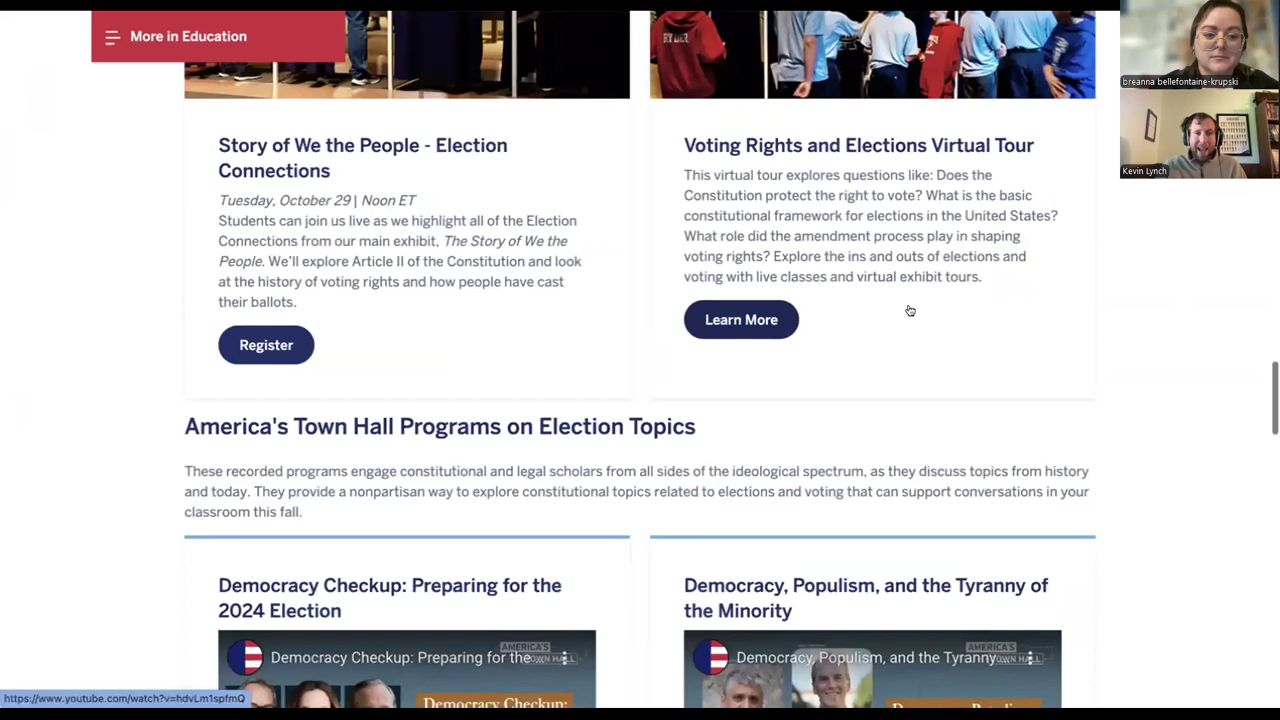 More in Education
RYDER
breanna bellefontaine-krupski
Kevin Lynch
Story of We the People - Election
Connections
Tuesday, October 29 | Noon ET
Students can join us live as we highlight all of the Election
Connections from our main exhibit, The Story of We the
People. We'll explore Article II of the Constitution and look
at the history of voting rights and how people have cast
their ballots.
Register
Voting Rights and Elections Virtual Tour
This virtual tour explores questions like: Does the
Constitution protect the right to vote? What is the basic
constitutional framework for elections in the United States?
What role did the amendment process play in shaping
voting rights? Explore the ins and outs of elections and
voting with live classes and virtual exhibit tours.
Learn More
America's Town Hall Programs on Election Topics
These recorded programs engage constitutional and legal scholars from all sides of the ideological spectrum, as they discuss topics from history
and today. They provide a nonpartisan way to explore constitutional topics related to elections and voting that can support conversations in your
classroom this fall.
Democracy Checkup: Preparing for the
2024 Election
Democracy Checkup: Preparing for the...
AMERICA'S
TOWN HALL
Democracy Checkup:
Democracy, Populism, and the Tyranny of
the Minority
Democracy, Populism, and the Tyranny...
AMERICA'S
TOWN HALL
https://www.youtube.com/watch?v=hdvLm1spfmQ